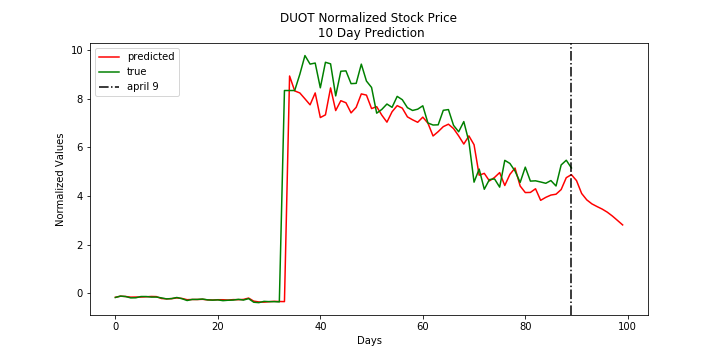 DUOT Normalized Stock Price
10 Day Prediction
predicted
true
april 9
Normalized Values
10
8
6
4
2
0
0 20 40 60 80 100
Days